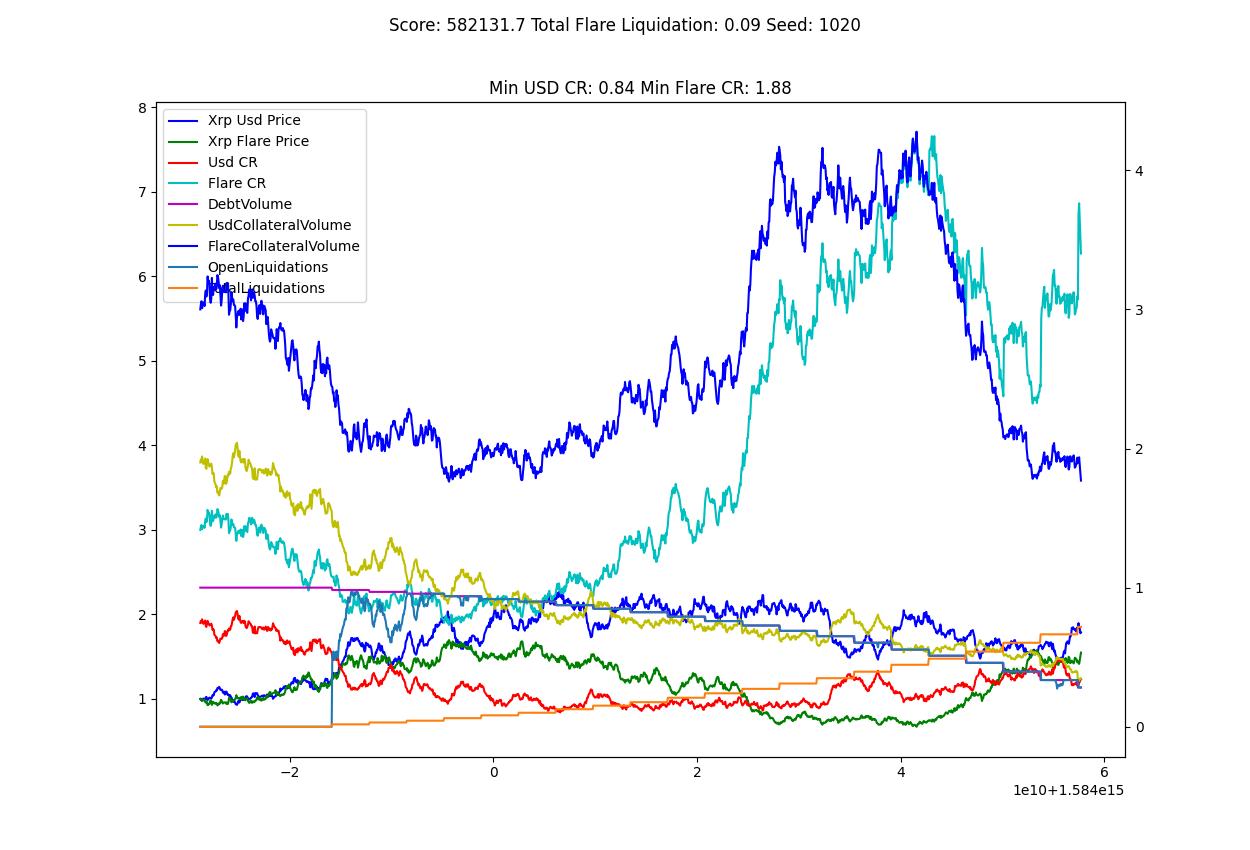 Score: 582131.7 Total Flare Liquidation: 0.09 Seed: 1020
Min USD CR: 0.84 Min Flare CR: 1.88
8
7
6
5
4
3
2
1
Xrp Usd Price
Xrp Flare Price
Usd CR
Flare CR
DebtVolume
UsdCollateralVolume
FlareCollateralVolume
OpenLiquidations
TotalLiquidations
4
3
2
1
0
−2
0
2
4
6
1e10+1.584e15